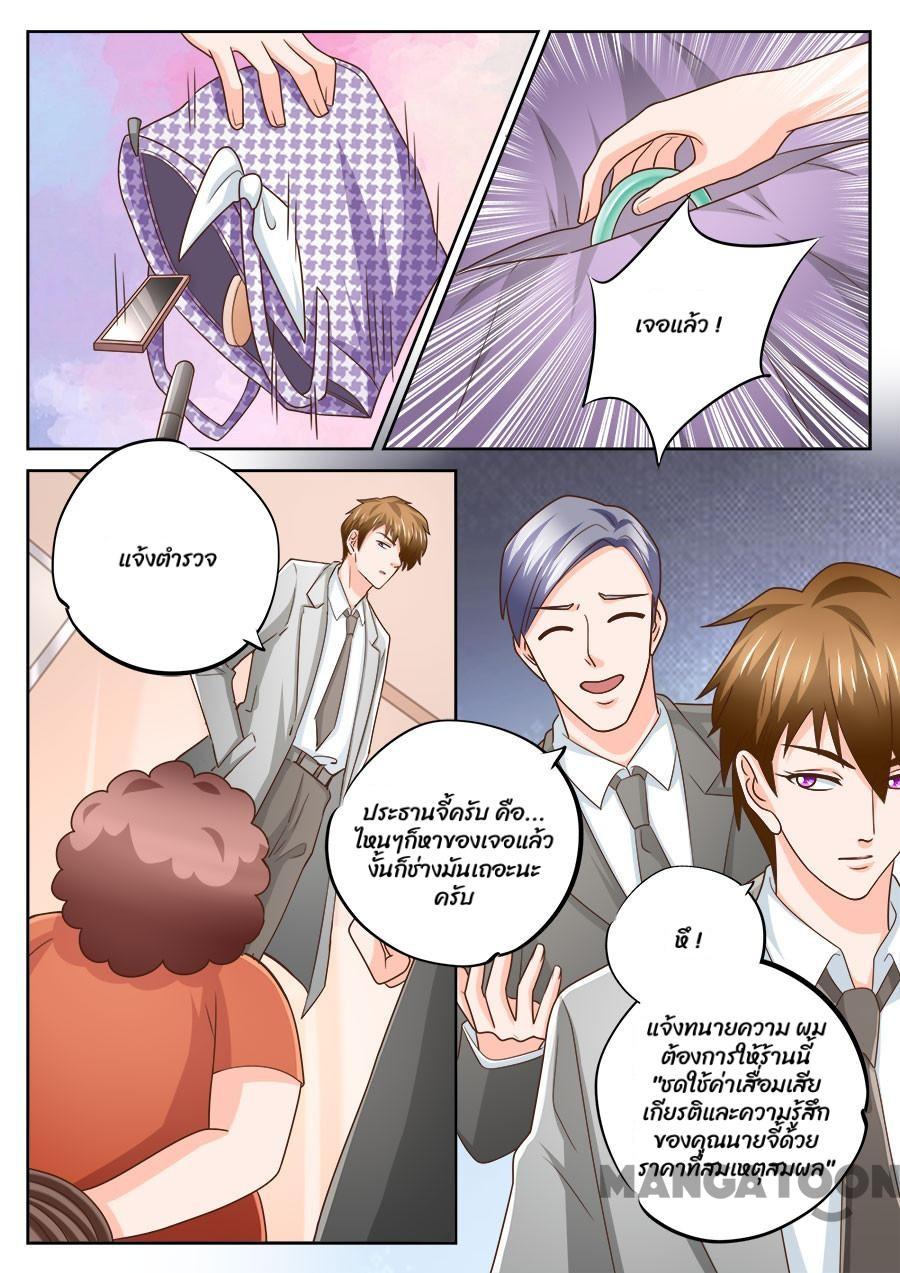 เจอแล้ว !
แจ้งตำรวจ
ประธานจี้ครับ คือ...
ไหนๆก็หาของเจอแล้ว
งั้นก็ช่างมันเถอะนะ
ครับ
หึ !
แจ้งทนายความ ผม
ต้องการให้ร้านนี้
"ชดใช้ค่าเสื่อมเสีย
เกียรติและความรู้สึก
ของคุณนายจี้ด้วย
ราคาที่สมเหตุสมผล"
MANGATOON